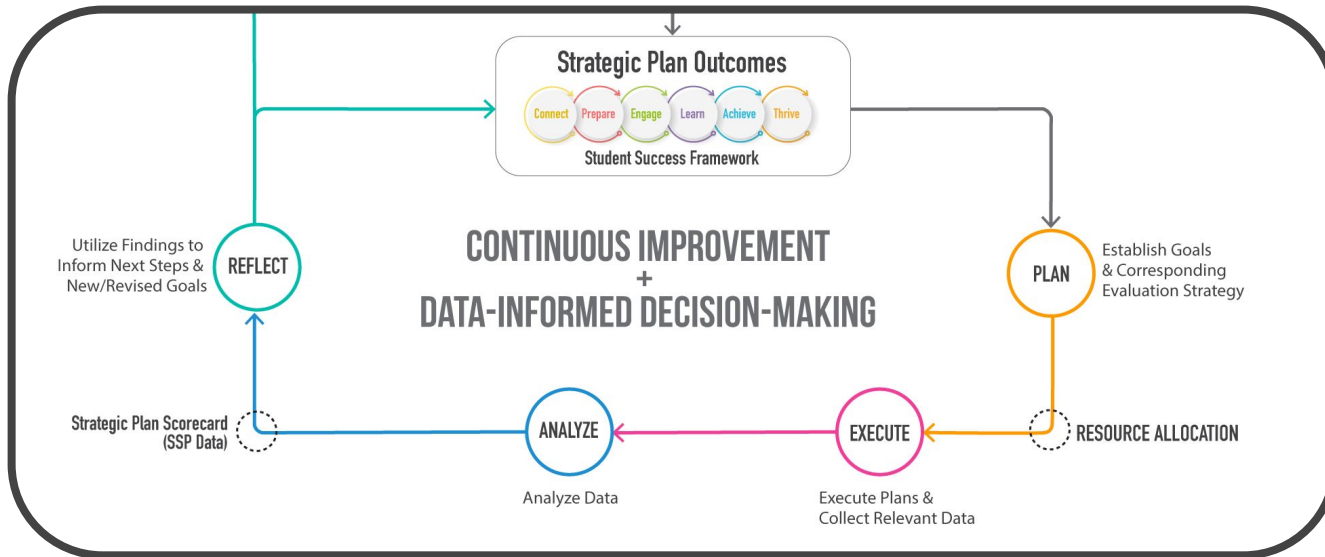 Strategic Plan Outcomes
Connect Prepare Engage Learn Achieve Thrive
Student Success Framework
Utilize Findings to
Inform Next Steps &
New/Revised Goals
REFLECT
CONTINUOUS IMPROVEMENT
+
DATA-INFORMED DECISION-MAKING
PLAN
Establish Goals
& Corresponding
Evaluation Strategy
Strategic Plan Scorecard
(SSP Data)
ANALYZE
Analyze Data
EXECUTE
Execute Plans &
Collect Relevant Data
RESOURCE ALLOCATION